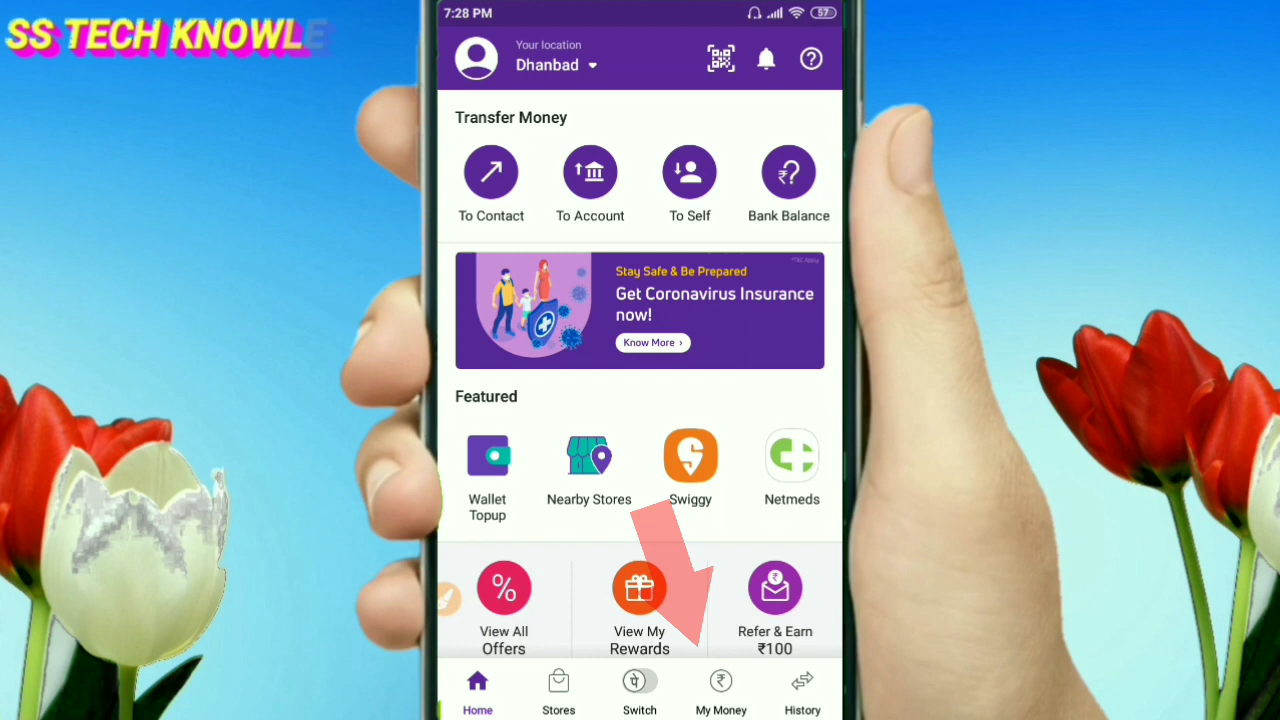 SS TECH KNOWLE
7:28 PM
57
Your location
Dhanbad
Transfer Money
To Contact
To Account
To Self
Bank Balance
Stay Safe & Be Prepared
Get Coronavirus Insurance
now!
Know More ›
Featured
Wallet
Topup
Nearby Stores
Swiggy
Netmeds
View All
Offers
View My
Rewards
Refer & Earn
₹100
Home
Stores
Switch
My Money
History